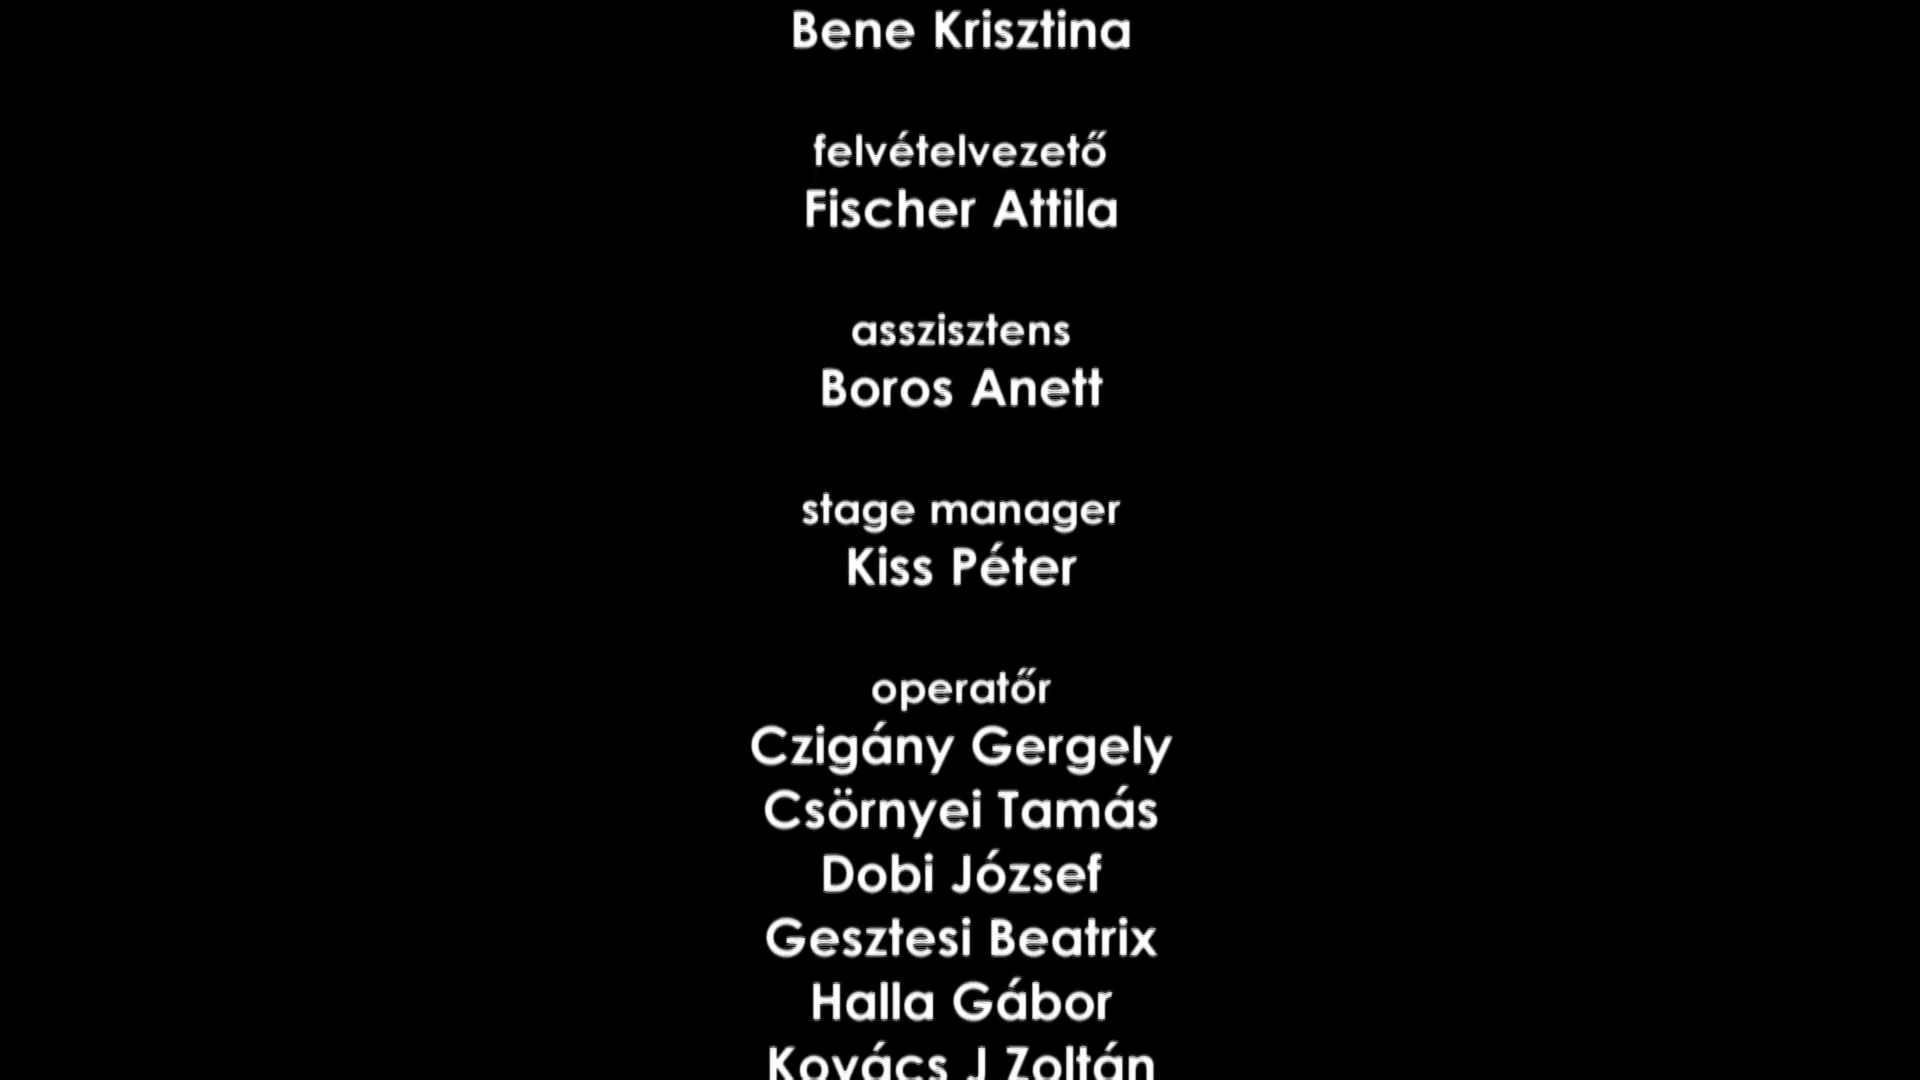 Bene Krisztina
felvételvezető
Fischer Attila
asszisztens
Boros Anett
stage manager
Kiss Péter
operatőr
Czigány Gergely
Csörnyei Tamás
Dobi József
Gesztesi Beatrix
Halla Gábor
Kovács J Zoltán